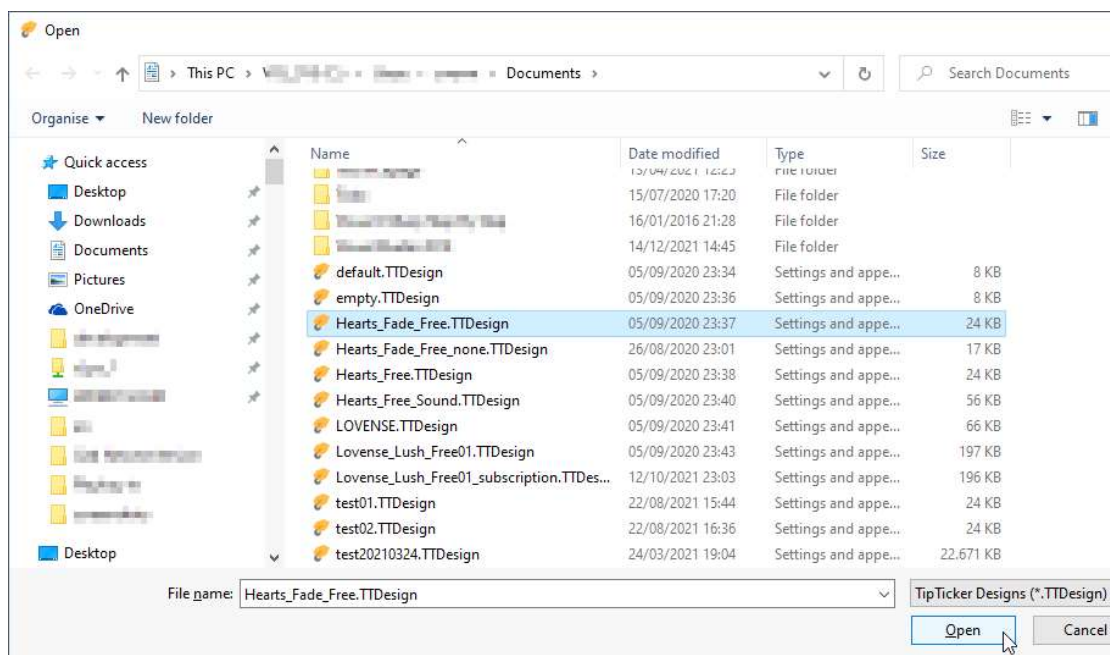 Open
This PC > Documents >
Search Documents
Organise
New folder
Name Date modified Type Size
Quick access
Desktop
Downloads
Documents
Pictures
OneDrive
Desktop
13/04/2021 12:25 File folder
15/07/2020 17:20 File folder
16/01/2016 21:28 File folder
14/12/2021 14:45 File folder
default.TTDesign 05/09/2020 23:34 Settings and appe... 8 KB
empty.TTDesign 05/09/2020 23:36 Settings and appe... 8 KB
Hearts_Fade_Free.TTDesign 05/09/2020 23:37 Settings and appe... 24 KB
Hearts_Fade_Free_none.TTDesign 26/08/2020 23:01 Settings and appe... 17 KB
Hearts_Free.TTDesign 05/09/2020 23:38 Settings and appe... 24 KB
Hearts_Free_Sound.TTDesign 05/09/2020 23:40 Settings and appe... 56 KB
LOVENSE.TTDesign 05/09/2020 23:41 Settings and appe... 66 KB
Lovense_Lush_Free01.TTDesign 05/09/2020 23:43 Settings and appe... 197 KB
Lovense_Lush_Free01_subscription.TTDes... 12/10/2021 23:03 Settings and appe... 196 KB
test01.TTDesign 22/08/2021 15:44 Settings and appe... 24 KB
test02.TTDesign 22/08/2021 16:36 Settings and appe... 24 KB
test20210324.TTDesign 24/03/2021 19:04 Settings and appe... 22.671 KB
File name: Hearts_Fade_Free.TTDesign
TipTicker Designs (*.TTDesign)
Open
Cancel